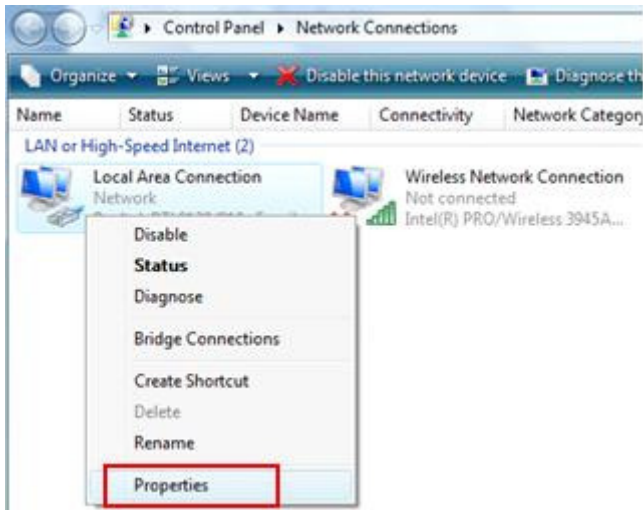 Control Panel Network Connections
Organize Views Disable this network device Diagnose th
Name Status Device Name Connectivity Network Category
LAN or High-Speed Internet (2)
Local Area Connection
Network
Wireless Network Connection
Not connected
Intel(R) PRO/Wireless 3945A...
Disable
Status
Diagnose
Bridge Connections
Create Shortcut
Delete
Rename
Properties